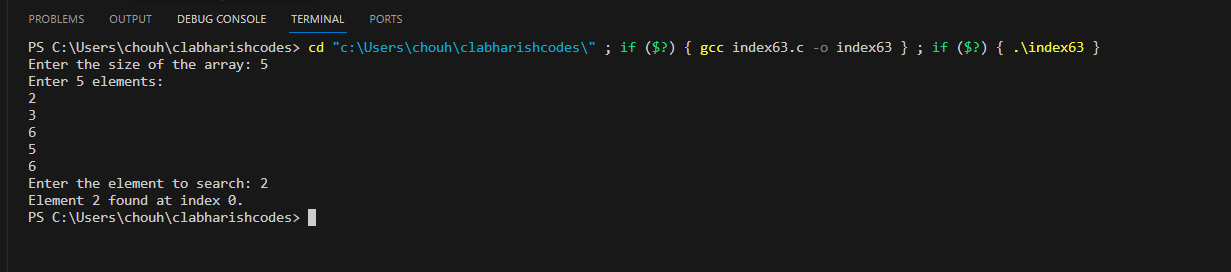 PROBLEMS OUTPUT DEBUG CONSOLE TERMINAL PORTS
PS C:\Users\chouh\clabharishcodes> cd "c:\Users\chouh\clabharishcodes\" ; if ($?) { gcc index63.c -o index63 } ; if ($?) { .\index63 }
Enter the size of the array: 5
Enter 5 elements:
2
3
6
5
6
Enter the element to search: 2
Element 2 found at index 0.
PS C:\Users\chouh\clabharishcodes>